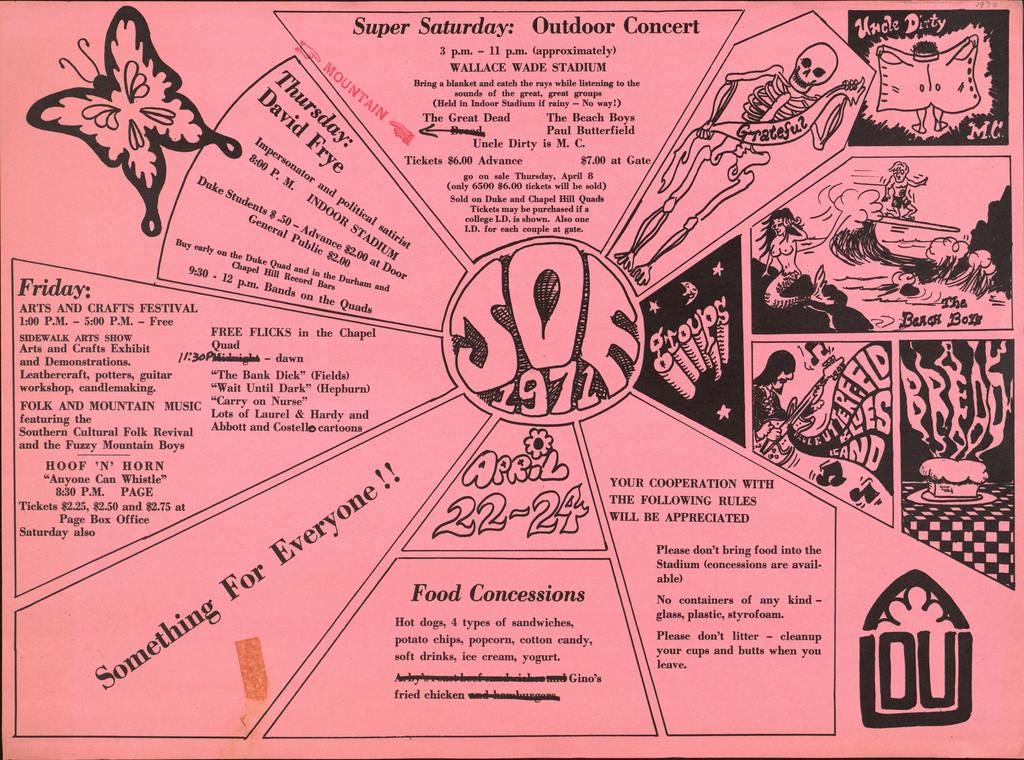 1970
Super Saturday: Outdoor Concert
3 p.m. – 11 p.m. (approximately)
WALLACE WADE STADIUM
Bring a blanket and catch the rays while listening to the
sounds of the great, great groups
(Held in Indoor Stadium if rainy – No way!)
The Great Dead The Beach Boys
Bread Paul Butterfield
Uncle Dirty is M. C.
Tickets $6.00 Advance $7.00 at Gate
go on sale Thursday, April 8
(only 6500 $6.00 tickets will be sold)
Sold on Duke and Chapel Hill Quads
Tickets may be purchased if a
college I.D. is shown. Also one
I.D. for each couple at gate.
MOUNTAIN
Thursday:
David Frye
Impersonator and political satirist
8:00 P. M. INDOOR STADIUM
Duke Students $ .50 – Advance $2.00 at Door
General Public $2.00
Buy early on the Duke Quad and in the Durham and
Chapel Hill Record Bars
9:30 - 12 p.m. Bands on the Quads
Friday:
ARTS AND CRAFTS FESTIVAL
1:00 P.M. – 5:00 P.M. – Free
SIDEWALK ARTS SHOW
Arts and Crafts Exhibit
and Demonstrations.
Leathercraft, potters, guitar
workshop, candlemaking.
FOLK AND MOUNTAIN MUSIC
featuring the
Southern Cultural Folk Revival
and the Fuzzy Mountain Boys
HOOF 'N' HORN
"Anyone Can Whistle"
8:30 P.M. PAGE
Tickets $2.25, $2.50 and $2.75 at
Page Box Office
Saturday also
FREE FLICKS in the Chapel
Quad
11:30P Midnight – dawn
"The Bank Dick" (Fields)
"Wait Until Dark" (Hepburn)
"Carry on Nurse"
Lots of Laurel & Hardy and
Abbott and Costello cartoons
Something For Everyone !!
JOE
1971
APRIL
22-24
Food Concessions
Hot dogs, 4 types of sandwiches,
potato chips, popcorn, cotton candy,
soft drinks, ice cream, yogurt.
Arby's roast beef sandwiches and Gino's
fried chicken and hamburgers.
YOUR COOPERATION WITH
THE FOLLOWING RULES
WILL BE APPRECIATED
Please don't bring food into the
Stadium (concessions are avail-
able)
No containers of any kind –
glass, plastic, styrofoam.
Please don't litter – cleanup
your cups and butts when you
leave.
Grateful
Uncle Dirty
M.C.
The
Beach Boys
Groups
BUTTERFIELD
BLUES
BAND
BREAD
DU